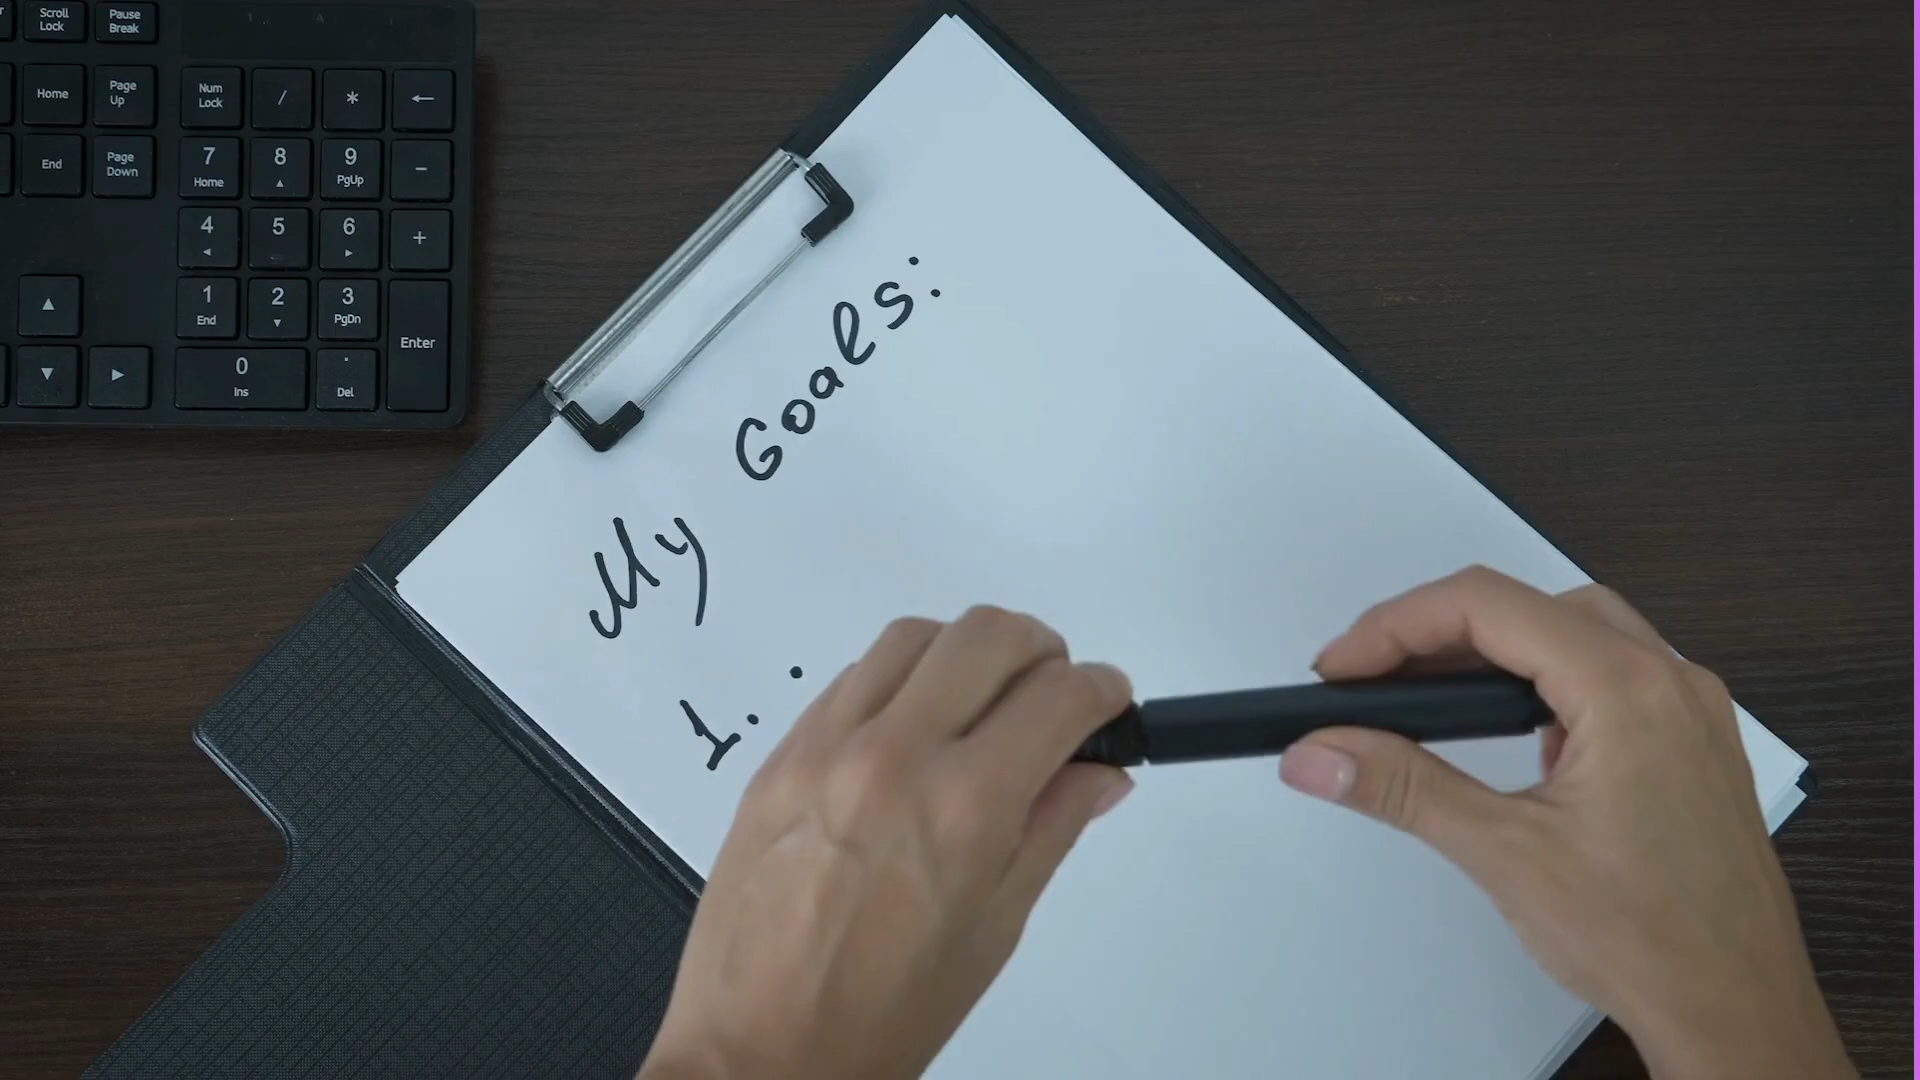 Scroll Lock
Pause Break
Home
Page Up
Num Lock
/
*
←
End
Page Down
7 Home
8 ▲
9 PgUp
-
4 ◄
5
6 ►
+
▲
1 End
2 ▼
3 PgDn
Enter
▼
►
0 Ins
. Del
My Goals:
1. .